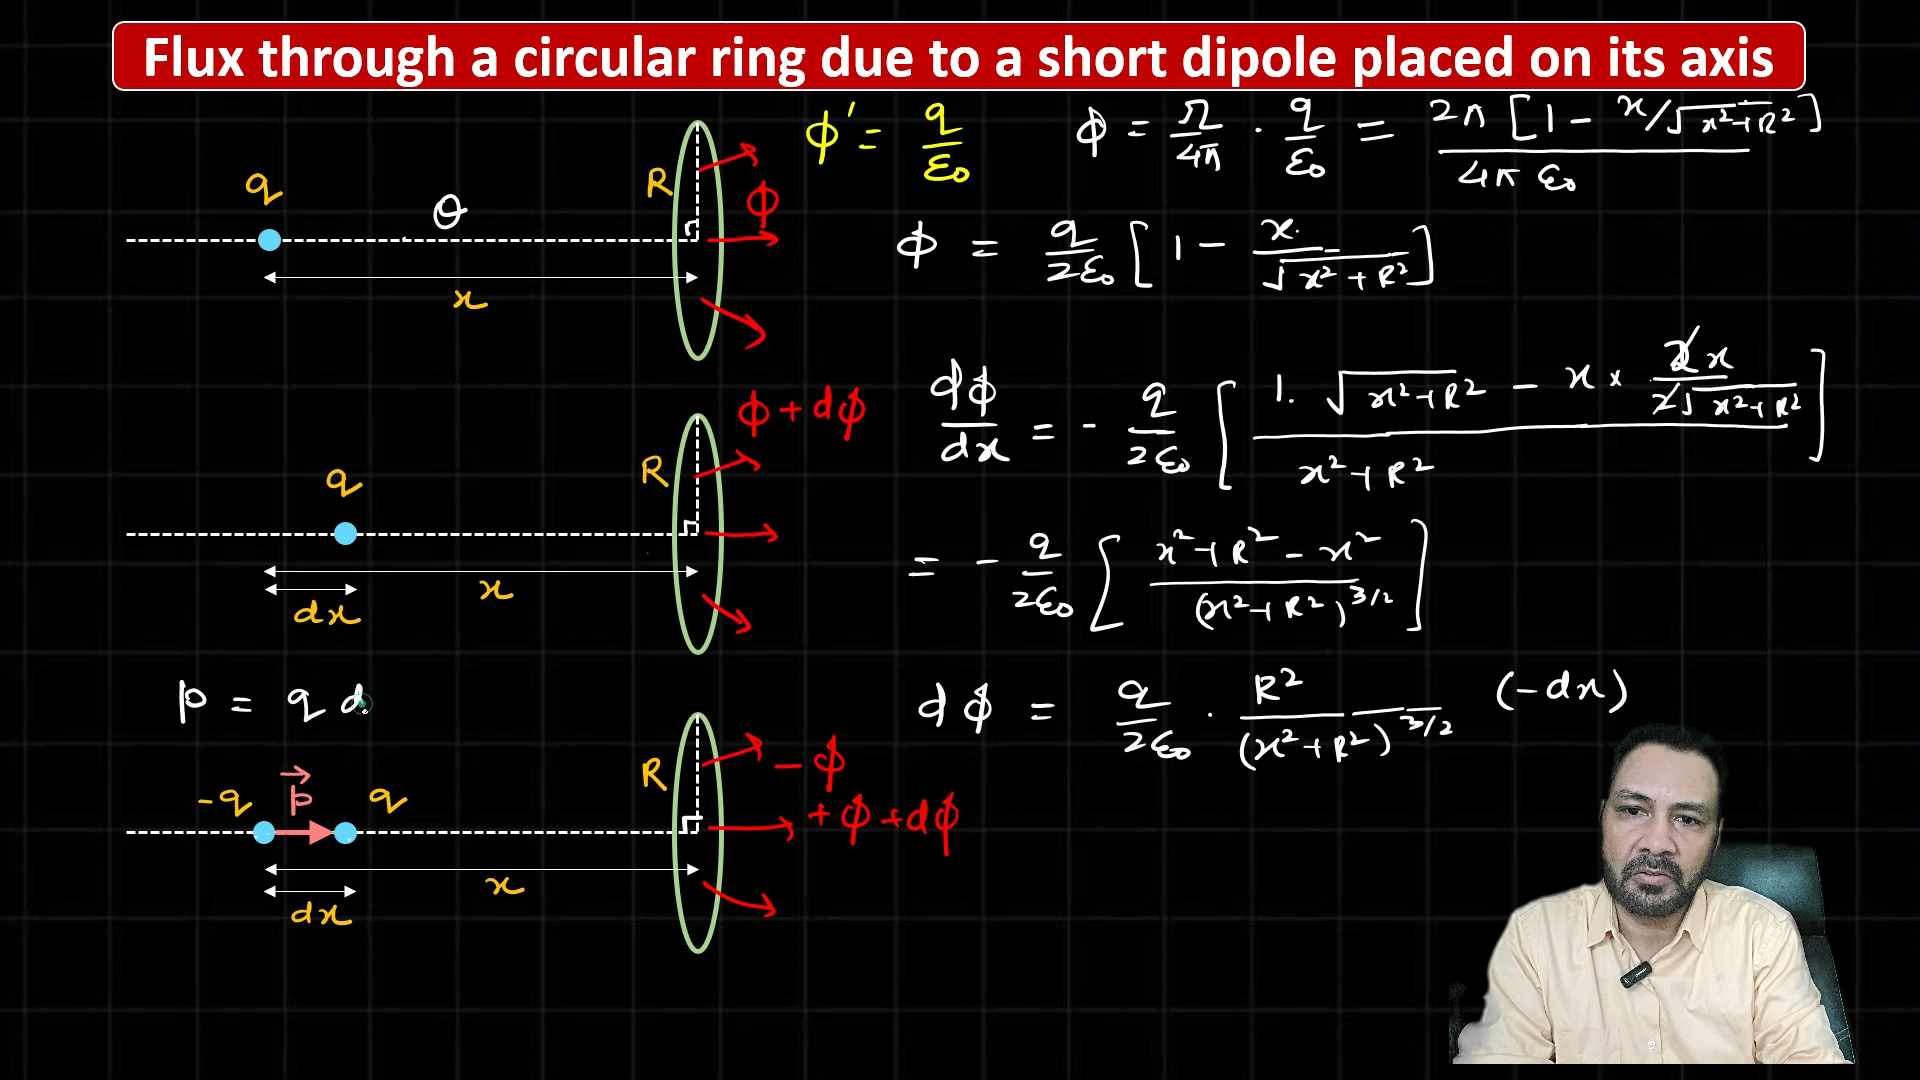 Flux through a circular ring due to a short dipole placed on its axis
ϕ' = q/ε₀
ϕ = Ω/4π · q/ε₀ = 2π [1 - x/√x²+R²] / 4π ε₀
q
θ
R
ϕ
x
ϕ = q/2ε₀ [1 - x/√x²+R²]
ϕ + dϕ
q
R
dx
x
dϕ/dx = - q/2ε₀ [ (1. √x²+R² - x × 2x/2√x²+R²) / x²+R² ]
= - q/2ε₀ [ x²+R²-x² / (x²+R²)^3/2 ]
p = q d
dϕ = q/2ε₀ · R²/(x²+R²)^3/2 (-dx)
-q
p⃗
q
R
- ϕ
+ ϕ + dϕ
dx
x